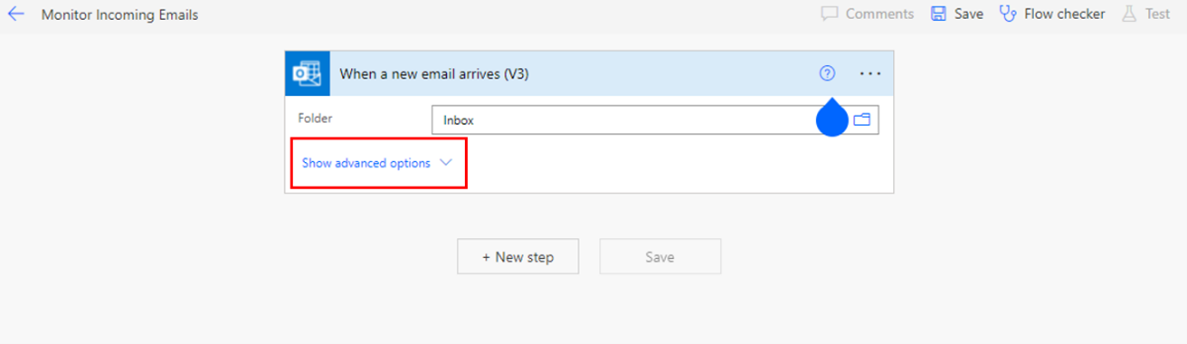 Monitor Incoming Emails
Comments Save Flow checker Test
When a new email arrives (V3)
Folder Inbox
Show advanced options
+ New step Save